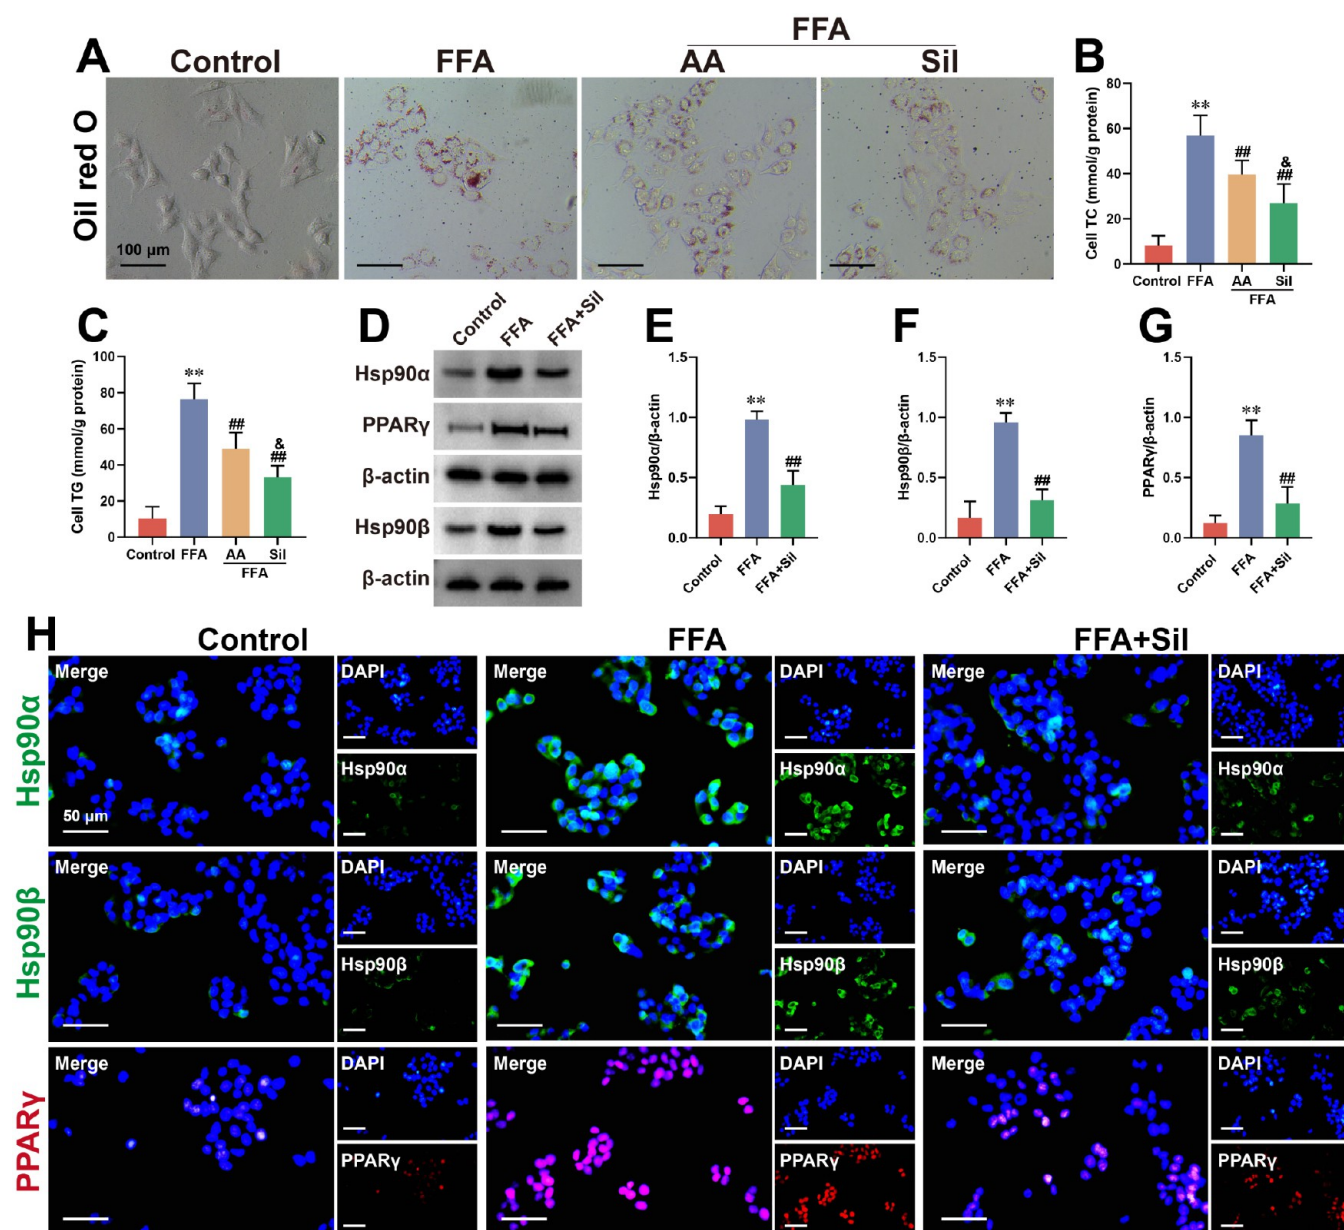 FFA
A Control FFA AA Sil
Oil red O
100 μm
B
Cell TC (mmol/g protein)
80
60
40
20
0
**
##
&
##
Control FFA AA Sil
FFA
C
Cell TG (mmol/g protein)
100
80
60
40
20
0
**
##
&
##
Control FFA AA Sil
FFA
D
Control FFA FFA+Sil
Hsp90α
PPARγ
β-actin
Hsp90β
β-actin
E
Hsp90α/β-actin
1.5
1.0
0.5
0.0
**
##
Control FFA FFA+Sil
F
Hsp90β/β-actin
1.5
1.0
0.5
0.0
**
##
Control FFA FFA+Sil
G
PPARγ/β-actin
1.5
1.0
0.5
0.0
**
##
Control FFA FFA+Sil
H
Control FFA FFA+Sil
Hsp90α
Merge DAPI Merge DAPI Merge DAPI
Hsp90α Hsp90α Hsp90α
50 μm
Hsp90β
Merge DAPI Merge DAPI Merge DAPI
Hsp90β Hsp90β Hsp90β
PPARγ
Merge DAPI Merge DAPI Merge DAPI
PPARγ PPARγ PPARγ